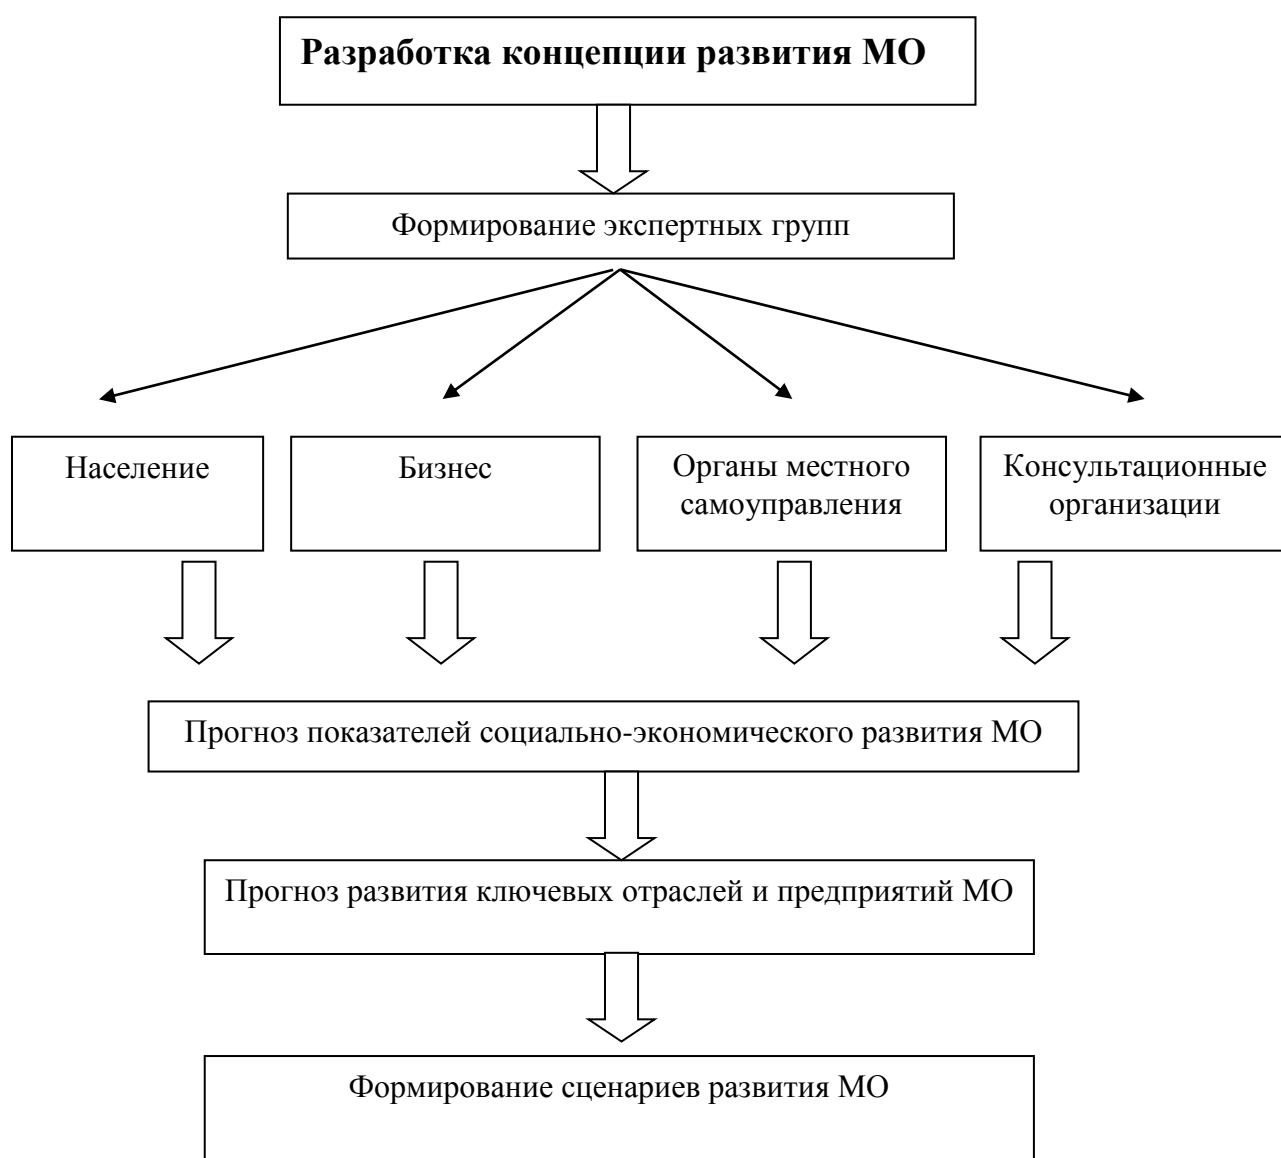 Разработка концепции развития МО
Формирование экспертных групп
Население
Бизнес
Органы местного
самоуправления
Консультационные
организации
Прогноз показателей социально-экономического развития МО
Прогноз развития ключевых отраслей и предприятий МО
Формирование сценариев развития МО